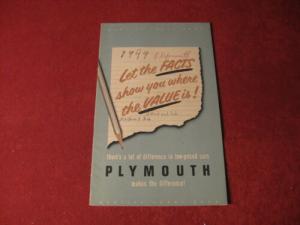 1949
Let the FACTS
show you where
the VALUE is!
there's a lot of difference in low-priced cars
PLYMOUTH
makes the difference!